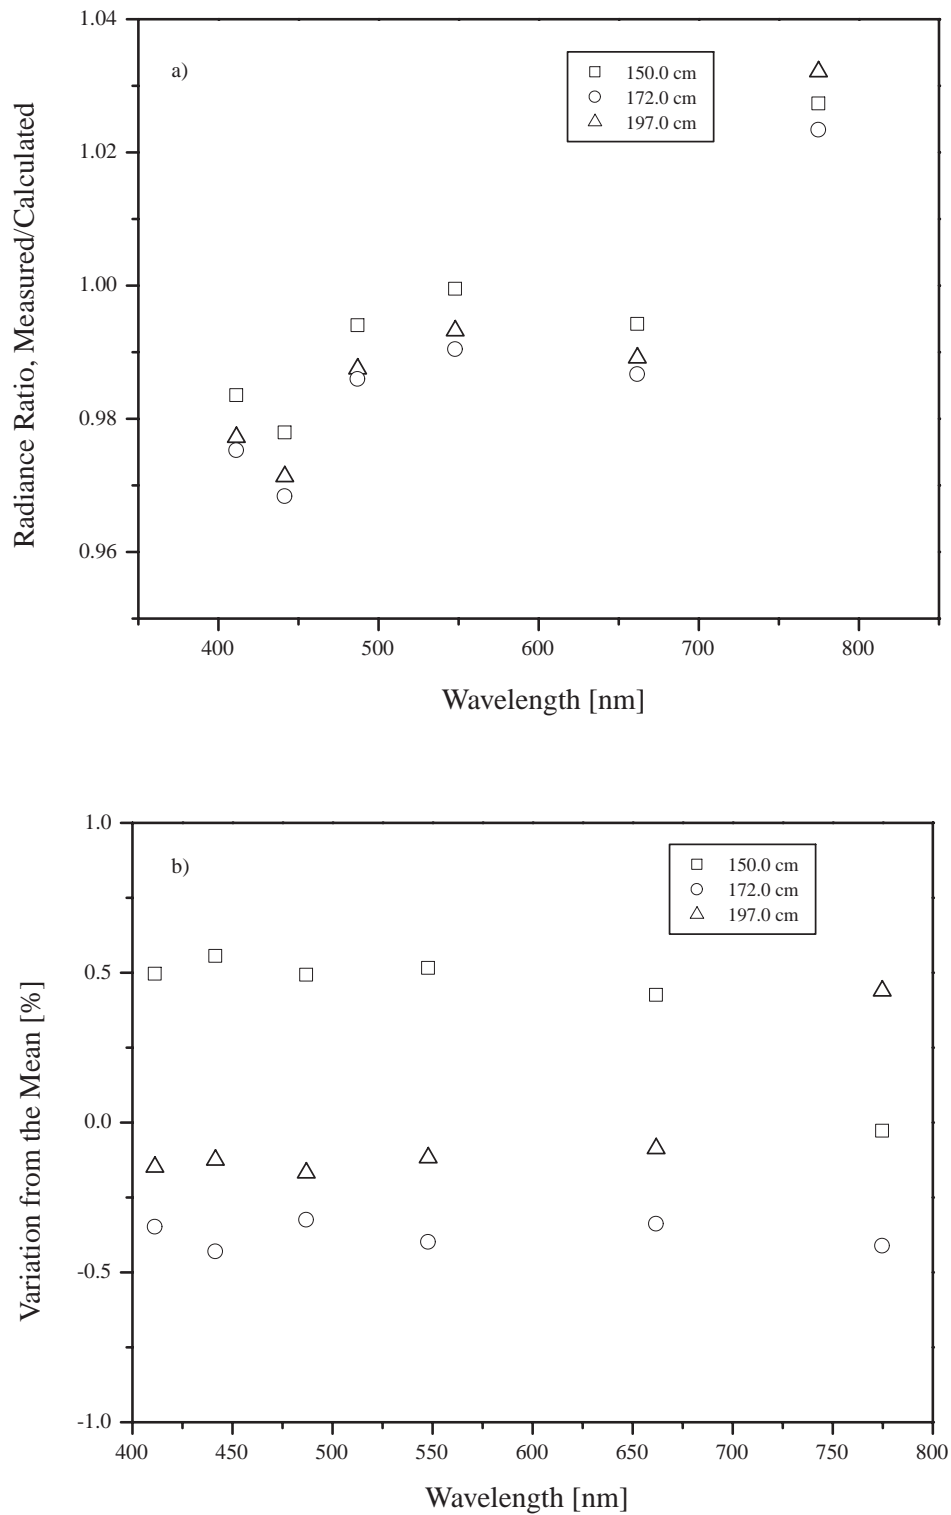 1.04
a)
150.0 cm
172.0 cm
197.0 cm
1.02
1.00
0.98
0.96
Radiance Ratio, Measured/Calculated
400 500 600 700 800
Wavelength [nm]
1.0
b)
150.0 cm
172.0 cm
197.0 cm
0.5
0.0
-0.5
-1.0
Variation from the Mean [%]
400 450 500 550 600 650 700 750 800
Wavelength [nm]